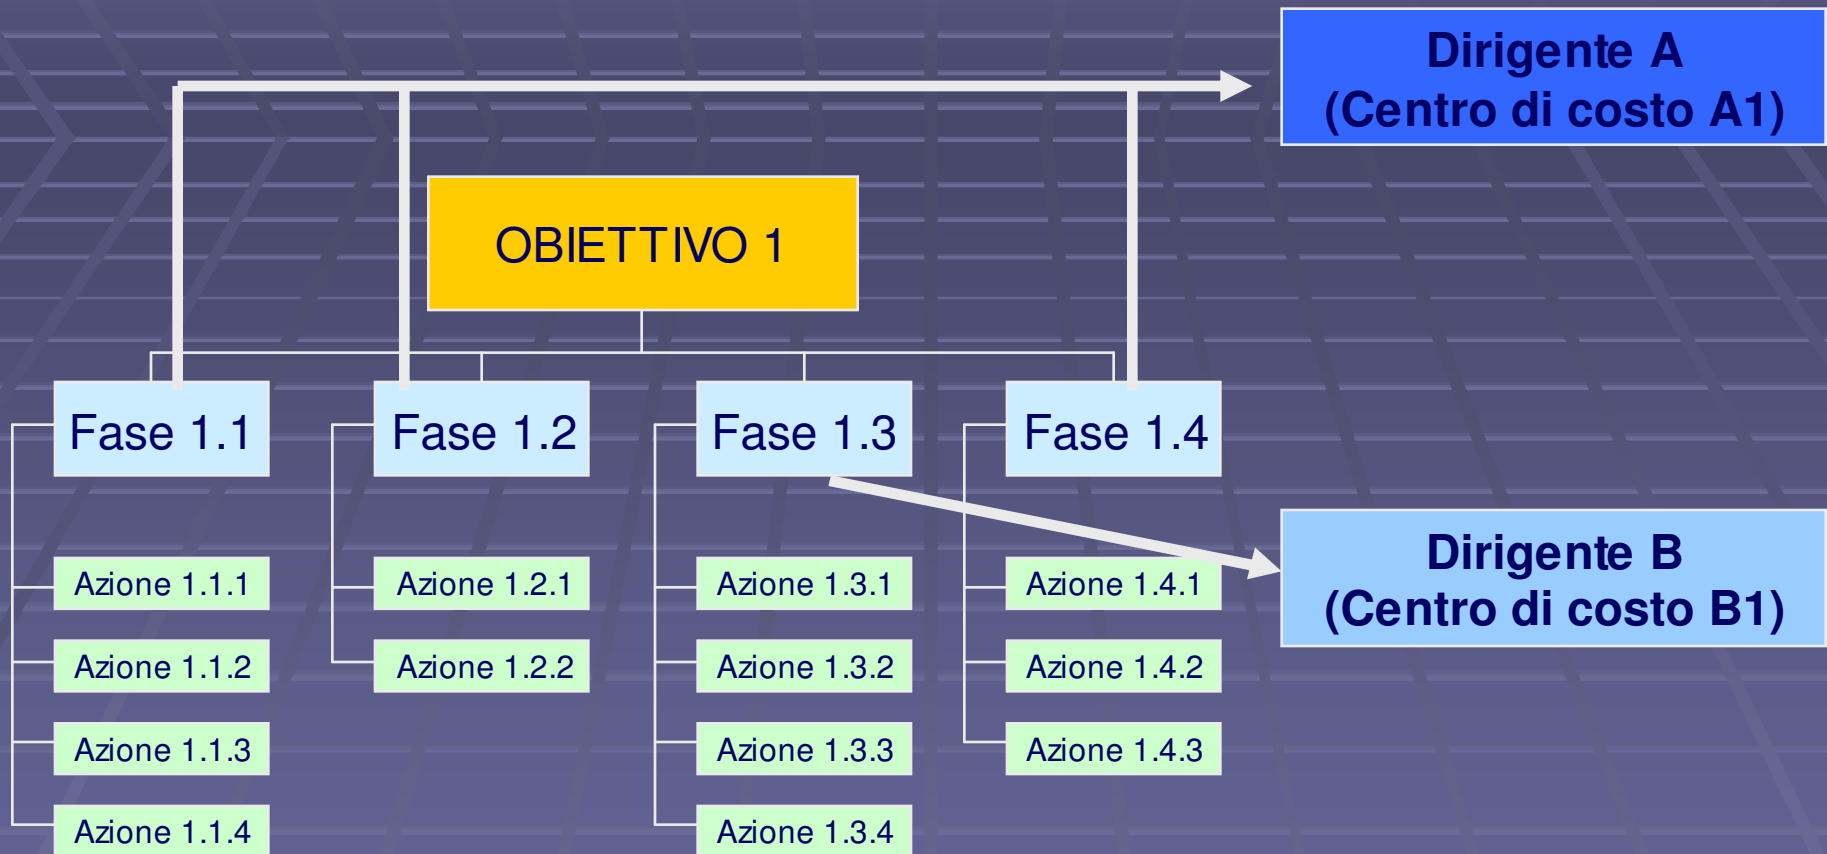 Dirigente A
(Centro di costo A1)
OBIETTIVO 1
Fase 1.1
Fase 1.2
Fase 1.3
Fase 1.4
Dirigente B
(Centro di costo B1)
Azione 1.1.1
Azione 1.2.1
Azione 1.3.1
Azione 1.4.1
Azione 1.1.2
Azione 1.2.2
Azione 1.3.2
Azione 1.4.2
Azione 1.1.3
Azione 1.3.3
Azione 1.4.3
Azione 1.1.4
Azione 1.3.4